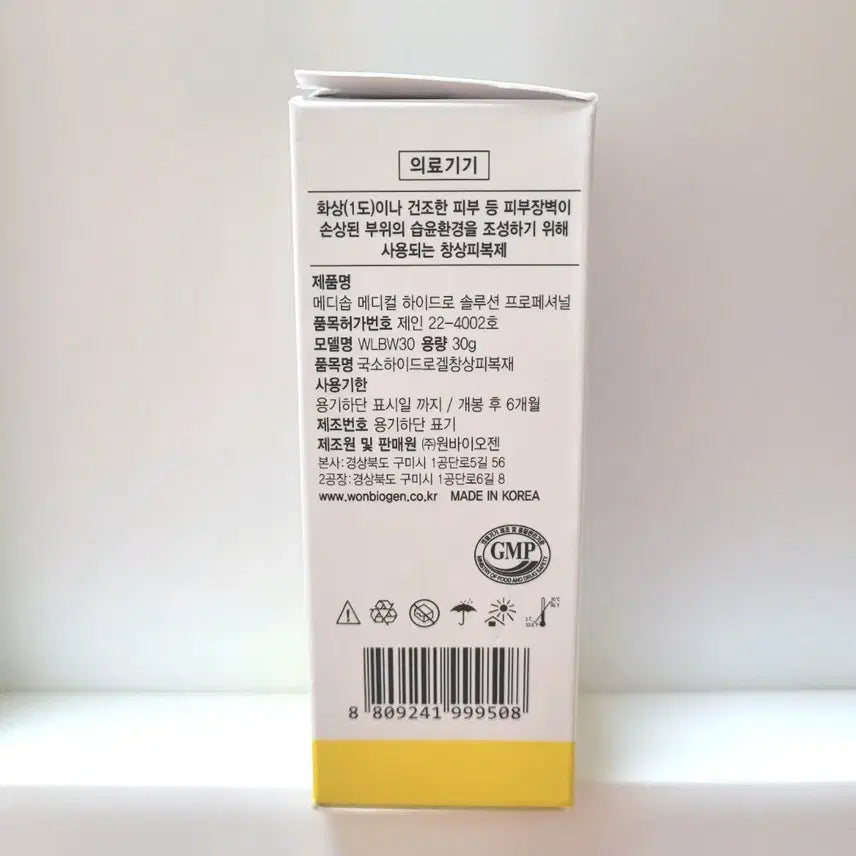 의료기기
화상(1도)이나 건조한 피부 등 피부장벽이
손상된 부위의 습윤환경을 조성하기 위해
사용되는 창상피복제
제품명
메디솝 메디컬 하이드로 솔루션 프로페셔널
품목허가번호 제인 22-4002호
모델명 WLBW30 용량 30g
품목명 국소하이드로겔창상피복재
사용기한
용기하단 표시일 까지 / 개봉 후 6개월
제조번호 용기하단 표기
제조원 및 판매원 ㈜원바이오젠
본사:경상북도 구미시 1공단로5길 56
2공장:경상북도 구미시 1공단로6길 8
www.wonbiogen.co.kr MADE IN KOREA
GMP
MINISTRY OF FOOD AND DRUG SAFETY
8 809241 999508